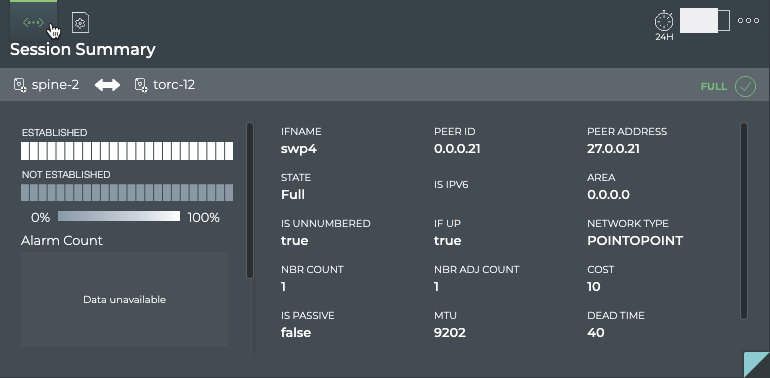 24H
Session Summary
spine-2 torc-12 FULL
ESTABLISHED
NOT ESTABLISHED
0% 100%
Alarm Count
Data unavailable
IFNAME PEER ID PEER ADDRESS
swp4 0.0.0.21 27.0.0.21
STATE IS IPV6 AREA
Full 0.0.0.0
IS UNNUMBERED IF UP NETWORK TYPE
true true POINTOPOINT
NBR COUNT NBR ADJ COUNT COST
1 1 10
IS PASSIVE MTU DEAD TIME
false 9202 40